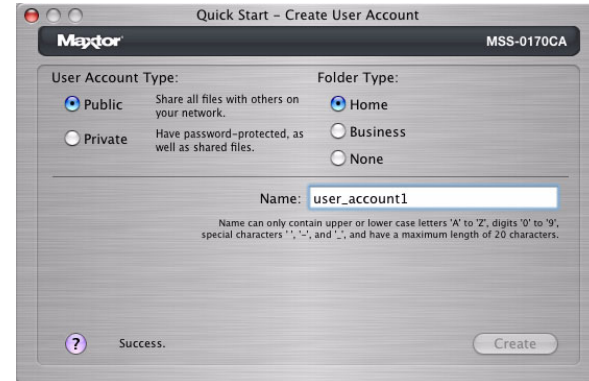 Quick Start – Create User Account
Maxtor MSS-0170CA
User Account Type: Folder Type:
Public Share all files with others on your network. Home
Private Have password-protected, as well as shared files. Business
None
Name: user_account1
Name can only contain upper or lower case letters 'A' to 'Z', digits '0' to '9',
special characters ' ', '-', and '_', and have a maximum length of 20 characters.
? Success. Create